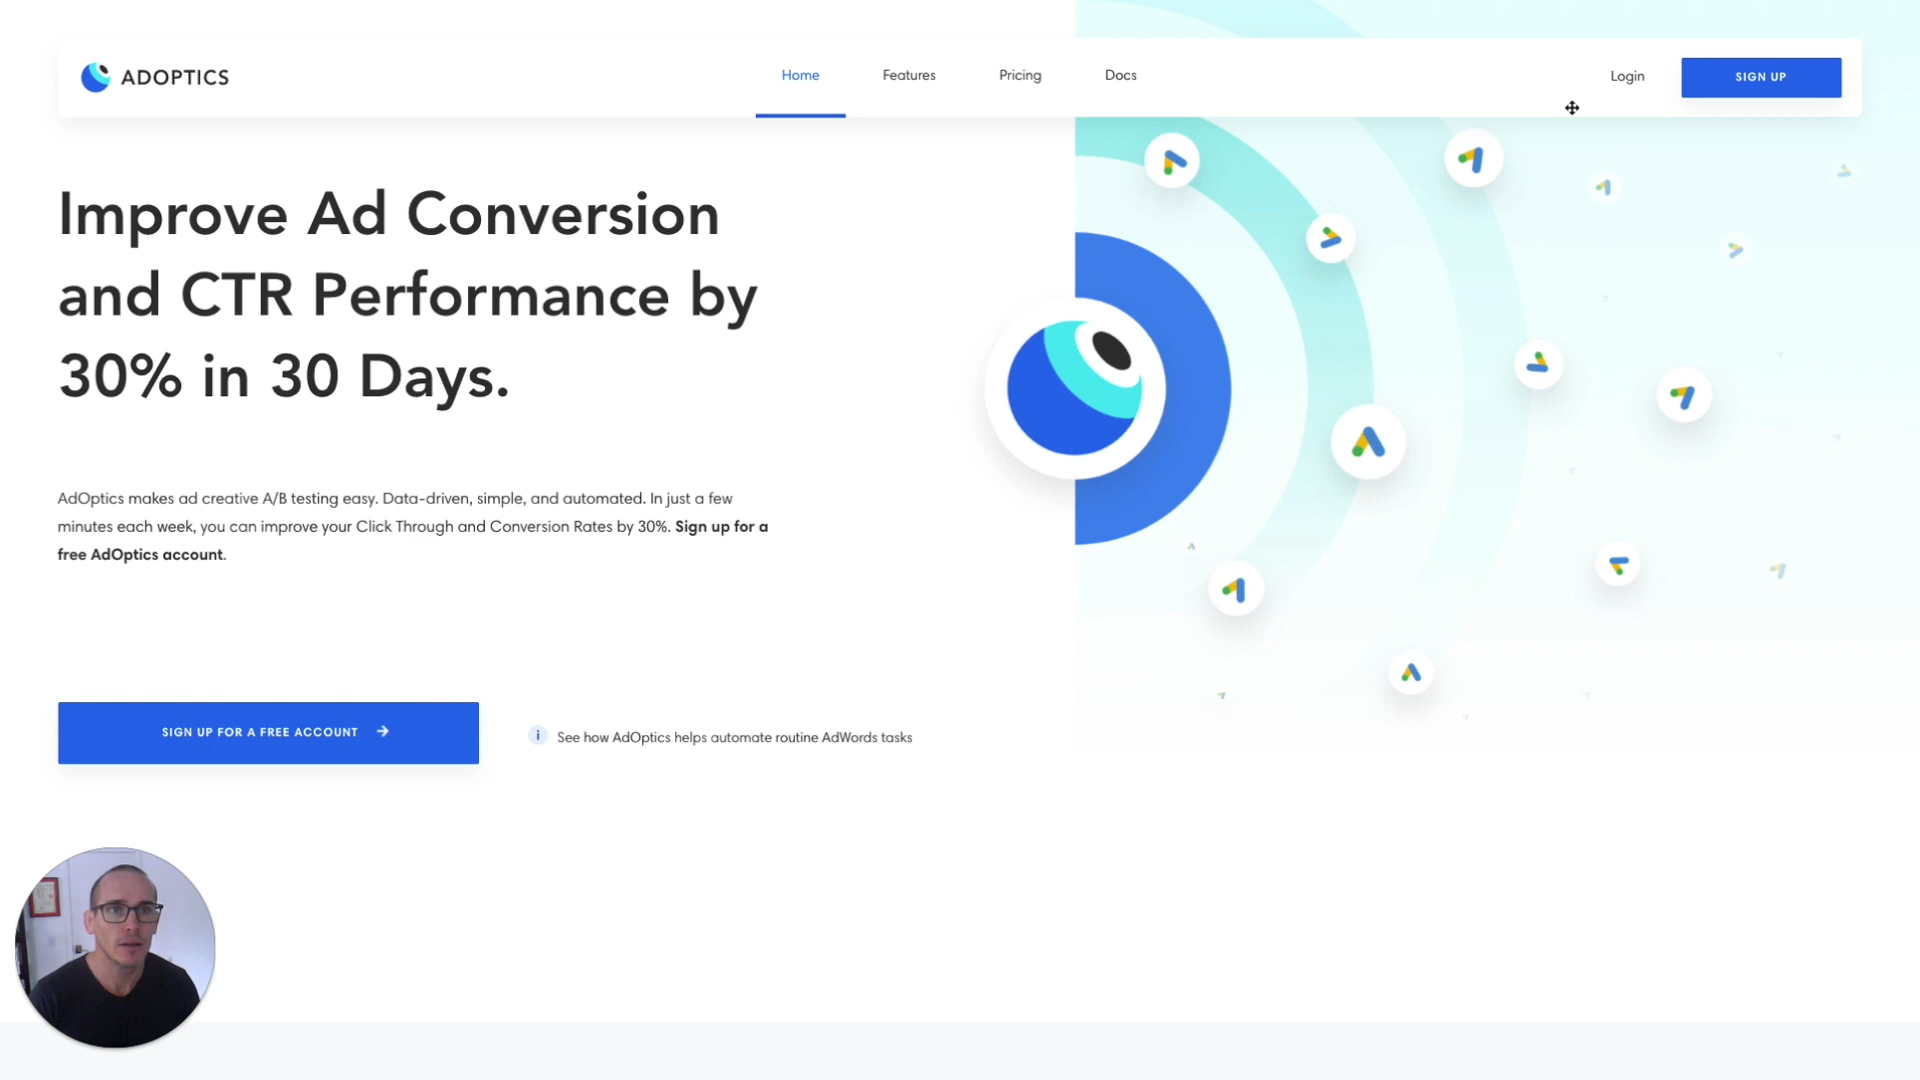 ADOPTICS
Home
Features
Pricing
Docs
Login
SIGN UP
Improve Ad Conversion
and CTR Performance by
30% in 30 Days.
AdOptics makes ad creative A/B testing easy. Data-driven, simple, and automated. In just a few
minutes each week, you can improve your Click Through and Conversion Rates by 30%. Sign up for a
free AdOptics account.
SIGN UP FOR A FREE ACCOUNT
See how AdOptics helps automate routine AdWords tasks